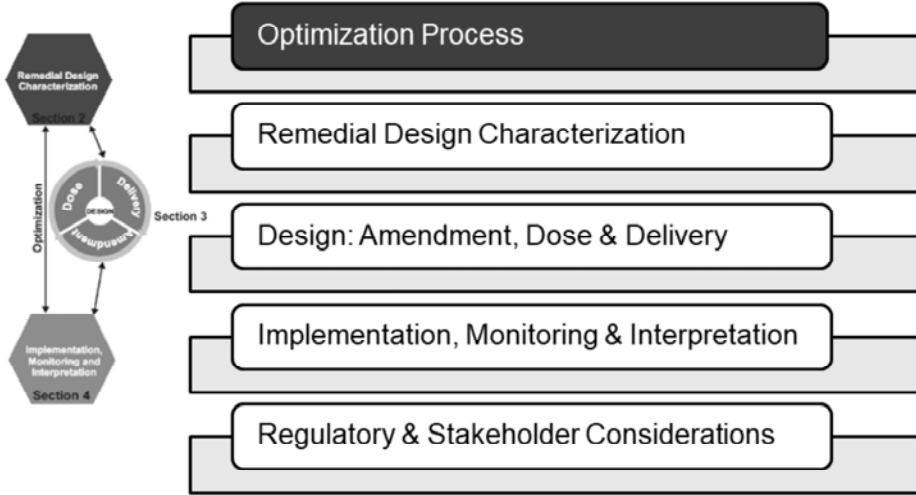 Optimization Process
Remedial Design
Characterization
Section 2
Remedial Design Characterization
Optimization
Dose
Delivery
DESIGN
Amendment
Section 3
Design: Amendment, Dose & Delivery
Implementation,
Monitoring and
Interpretation
Section 4
Implementation, Monitoring & Interpretation
Regulatory & Stakeholder Considerations